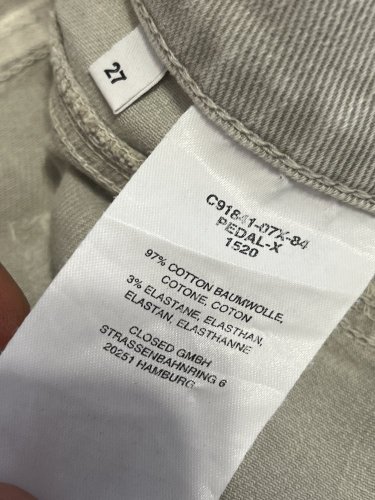 27
C91841-07X-84
PEDAL-X
1520
97% COTTON BAUMWOLLE,
COTONE, COTON
3% ELASTANE, ELASTHAN,
ELASTAN, ELASTHANNE
CLOSED GMBH
STRASSENBAHNRING 6
20251 HAMBURG